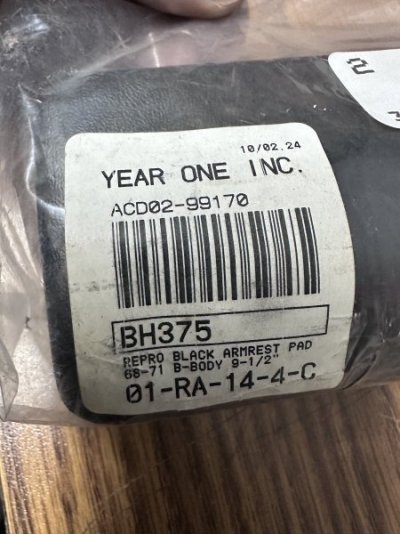 2
10/02.24
YEAR ONE INC.
ACD02-99170
BH375
REPRO BLACK ARMREST PAD
68-71 B-BODY 9-1/2"
01-RA-14-4-C